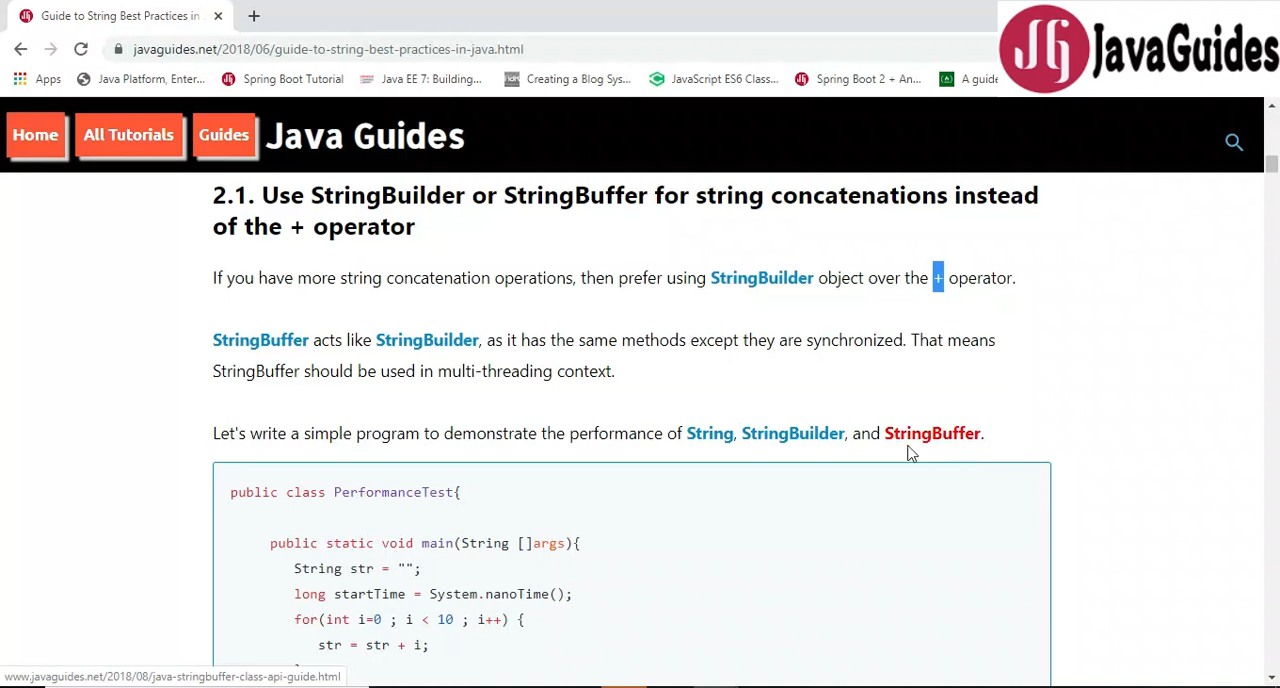 Guide to String Best Practices in
javaguides.net/2018/06/guide-to-string-best-practices-in-java.html
JavaGuides
Apps Java Platform, Enter... Spring Boot Tutorial Java EE 7: Building... Creating a Blog Sys... JavaScript ES6 Class... Spring Boot 2 + An... A guide
Home All Tutorials Guides Java Guides
2.1. Use StringBuilder or StringBuffer for string concatenations instead
of the + operator
If you have more string concatenation operations, then prefer using StringBuilder object over the + operator.
StringBuffer acts like StringBuilder, as it has the same methods except they are synchronized. That means
StringBuffer should be used in multi-threading context.
Let's write a simple program to demonstrate the performance of String, StringBuilder, and StringBuffer.
public class PerformanceTest{
public static void main(String []args){
String str = "";
long startTime = System.nanoTime();
for(int i=0 ; i < 10 ; i++) {
str = str + i;
www.javaguides.net/2018/08/java-stringbuffer-class-api-guide.html